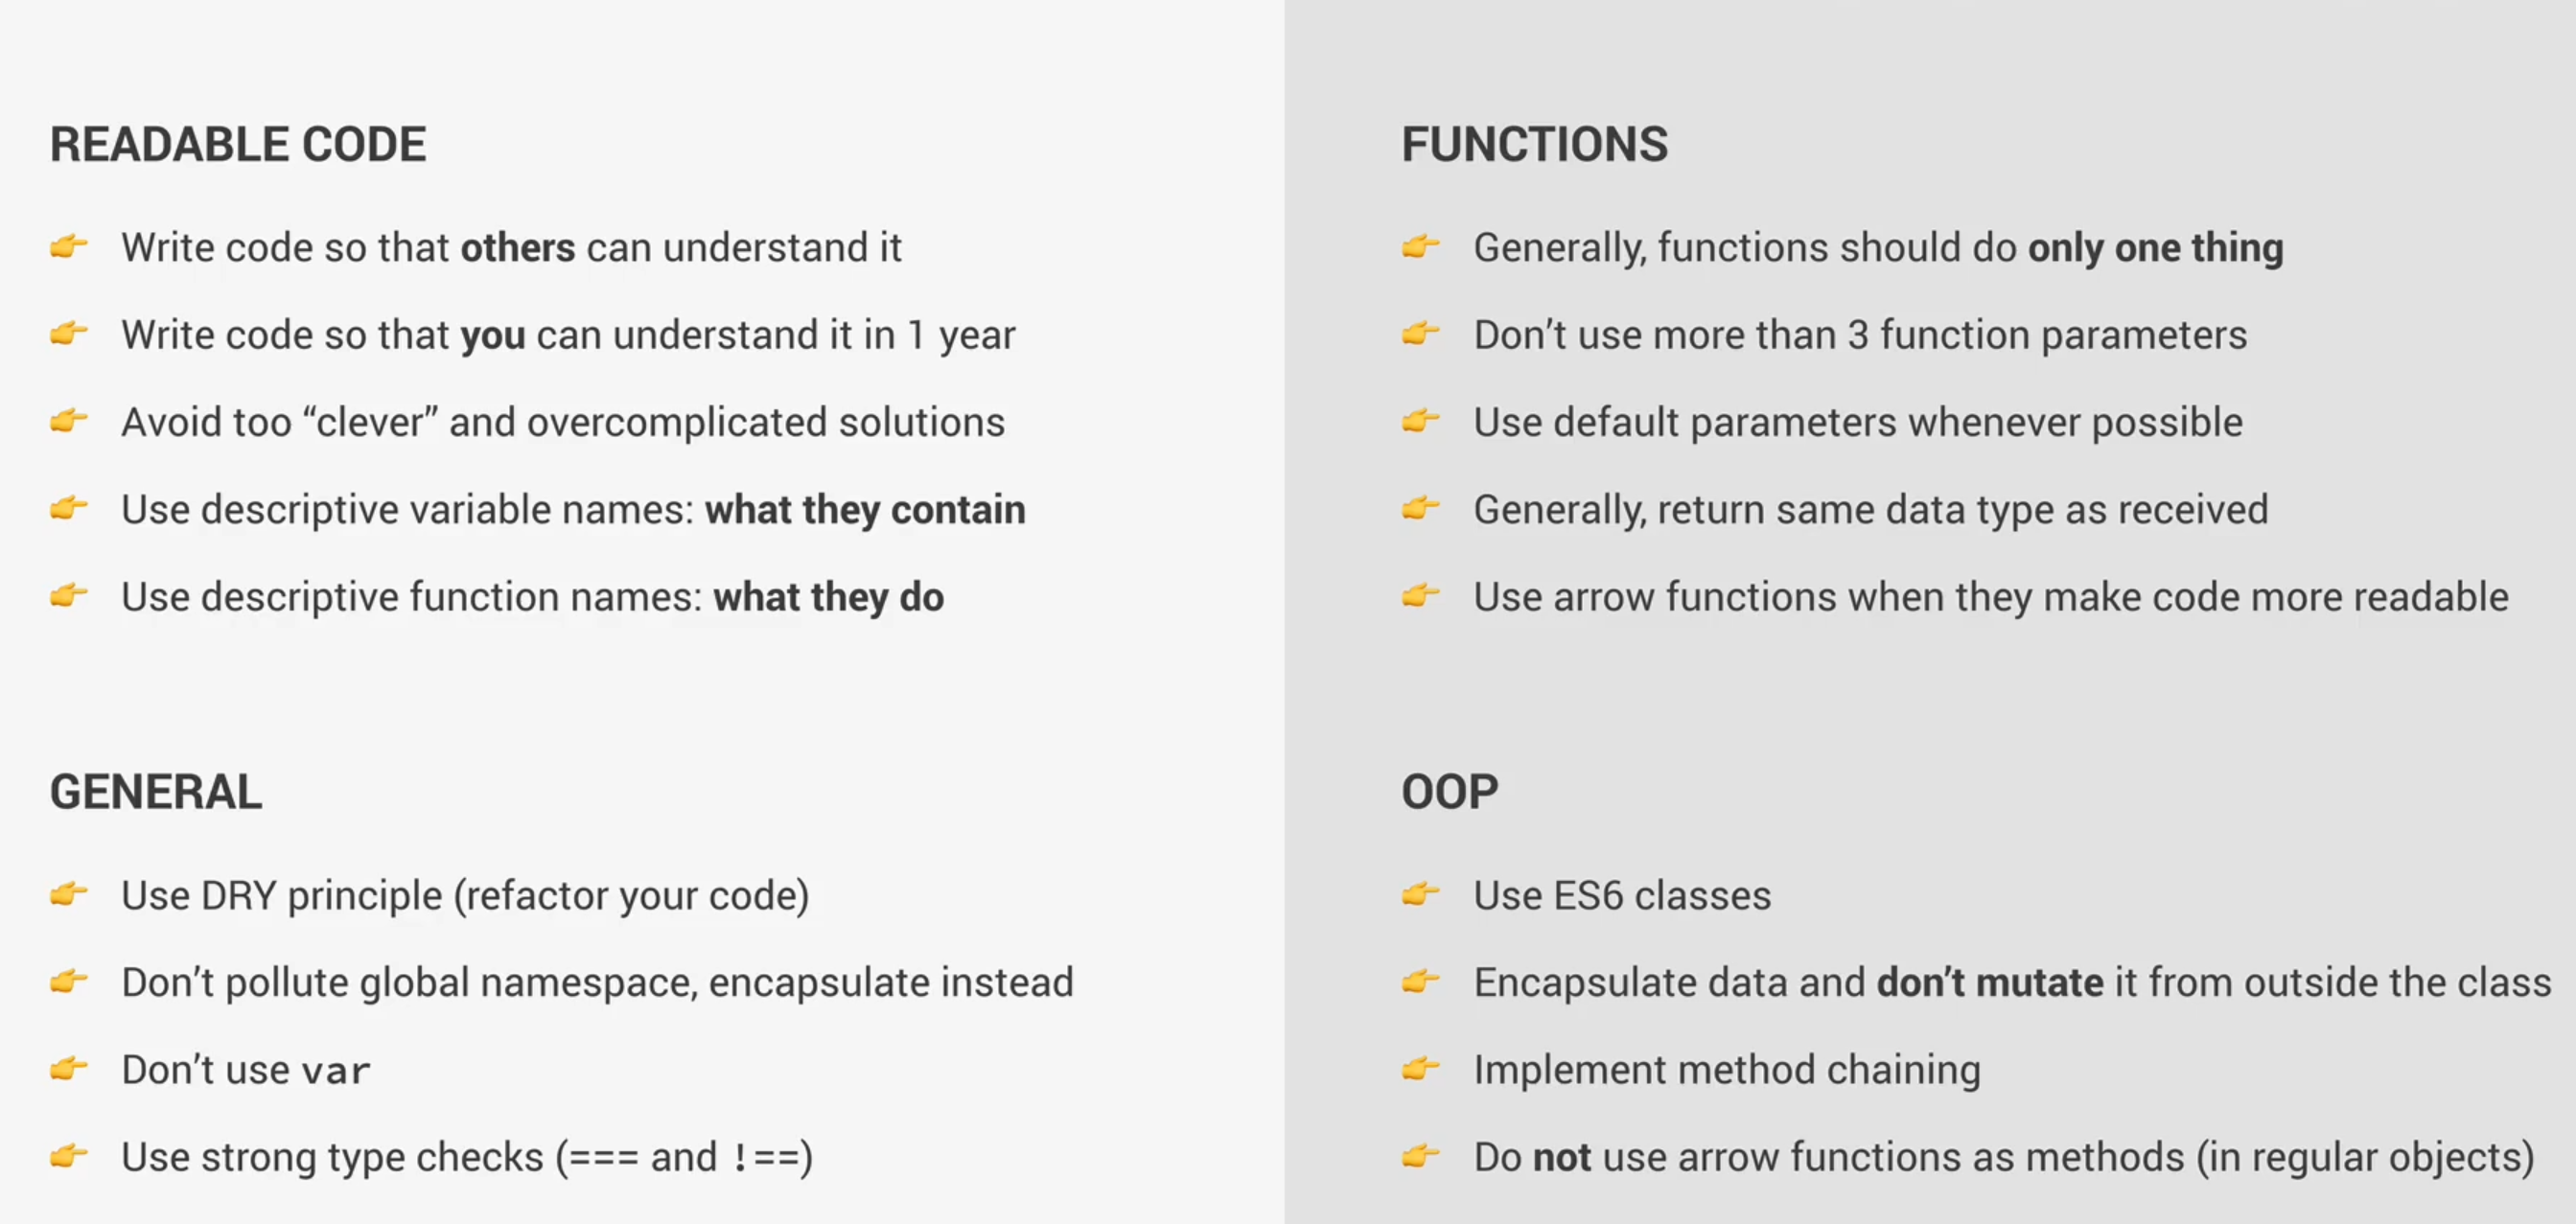 READABLE CODE
👉 Write code so that others can understand it
👉 Write code so that you can understand it in 1 year
👉 Avoid too “clever” and overcomplicated solutions
👉 Use descriptive variable names: what they contain
👉 Use descriptive function names: what they do
GENERAL
👉 Use DRY principle (refactor your code)
👉 Don’t pollute global namespace, encapsulate instead
👉 Don’t use var
👉 Use strong type checks (=== and !==)
FUNCTIONS
👉 Generally, functions should do only one thing
👉 Don’t use more than 3 function parameters
👉 Use default parameters whenever possible
👉 Generally, return same data type as received
👉 Use arrow functions when they make code more readable
OOP
👉 Use ES6 classes
👉 Encapsulate data and don’t mutate it from outside the class
👉 Implement method chaining
👉 Do not use arrow functions as methods (in regular objects)